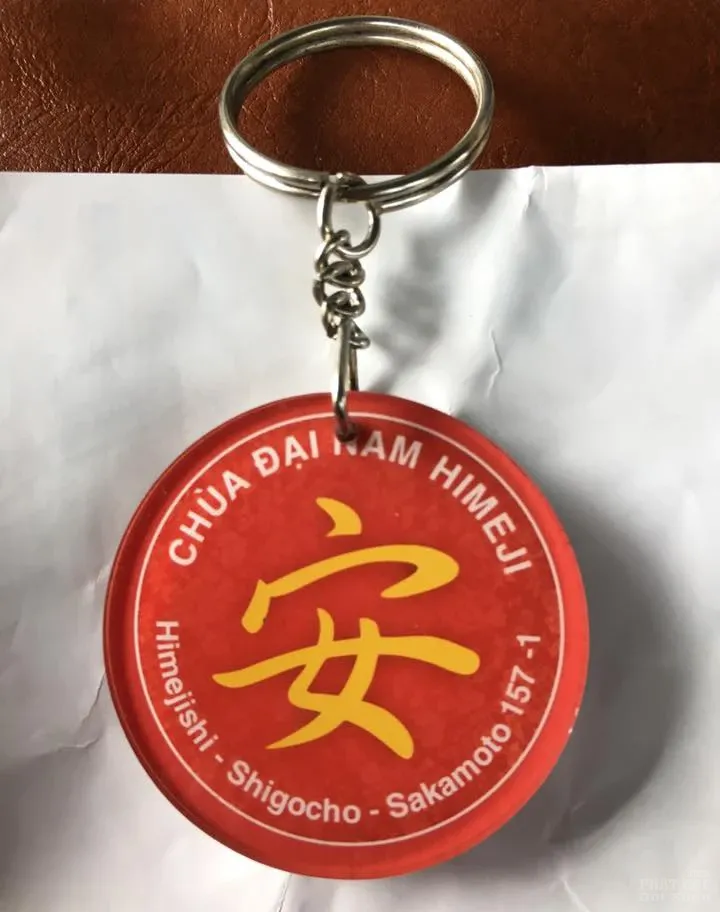 CHÙA ĐẠI NAM HIMEJI
安
Himejishi - Shigocho - Sakamoto 157 -1